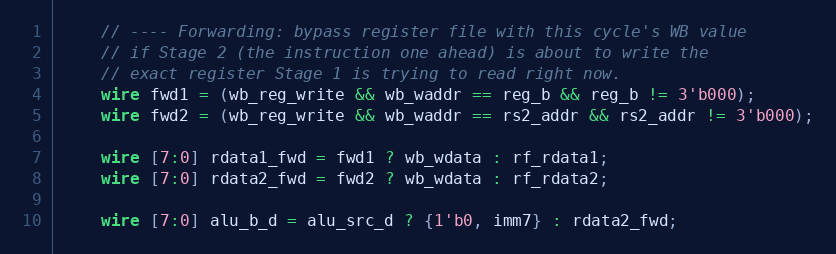 1 // ---- Forwarding: bypass register file with this cycle's WB value
2 // if Stage 2 (the instruction one ahead) is about to write the
3 // exact register Stage 1 is trying to read right now.
4 wire fwd1 = (wb_reg_write && wb_waddr == reg_b && reg_b != 3'b000);
5 wire fwd2 = (wb_reg_write && wb_waddr == rs2_addr && rs2_addr != 3'b000);
6
7 wire [7:0] rdata1_fwd = fwd1 ? wb_wdata : rf_rdata1;
8 wire [7:0] rdata2_fwd = fwd2 ? wb_wdata : rf_rdata2;
9
10 wire [7:0] alu_b_d = alu_src_d ? {1'b0, imm7} : rdata2_fwd;